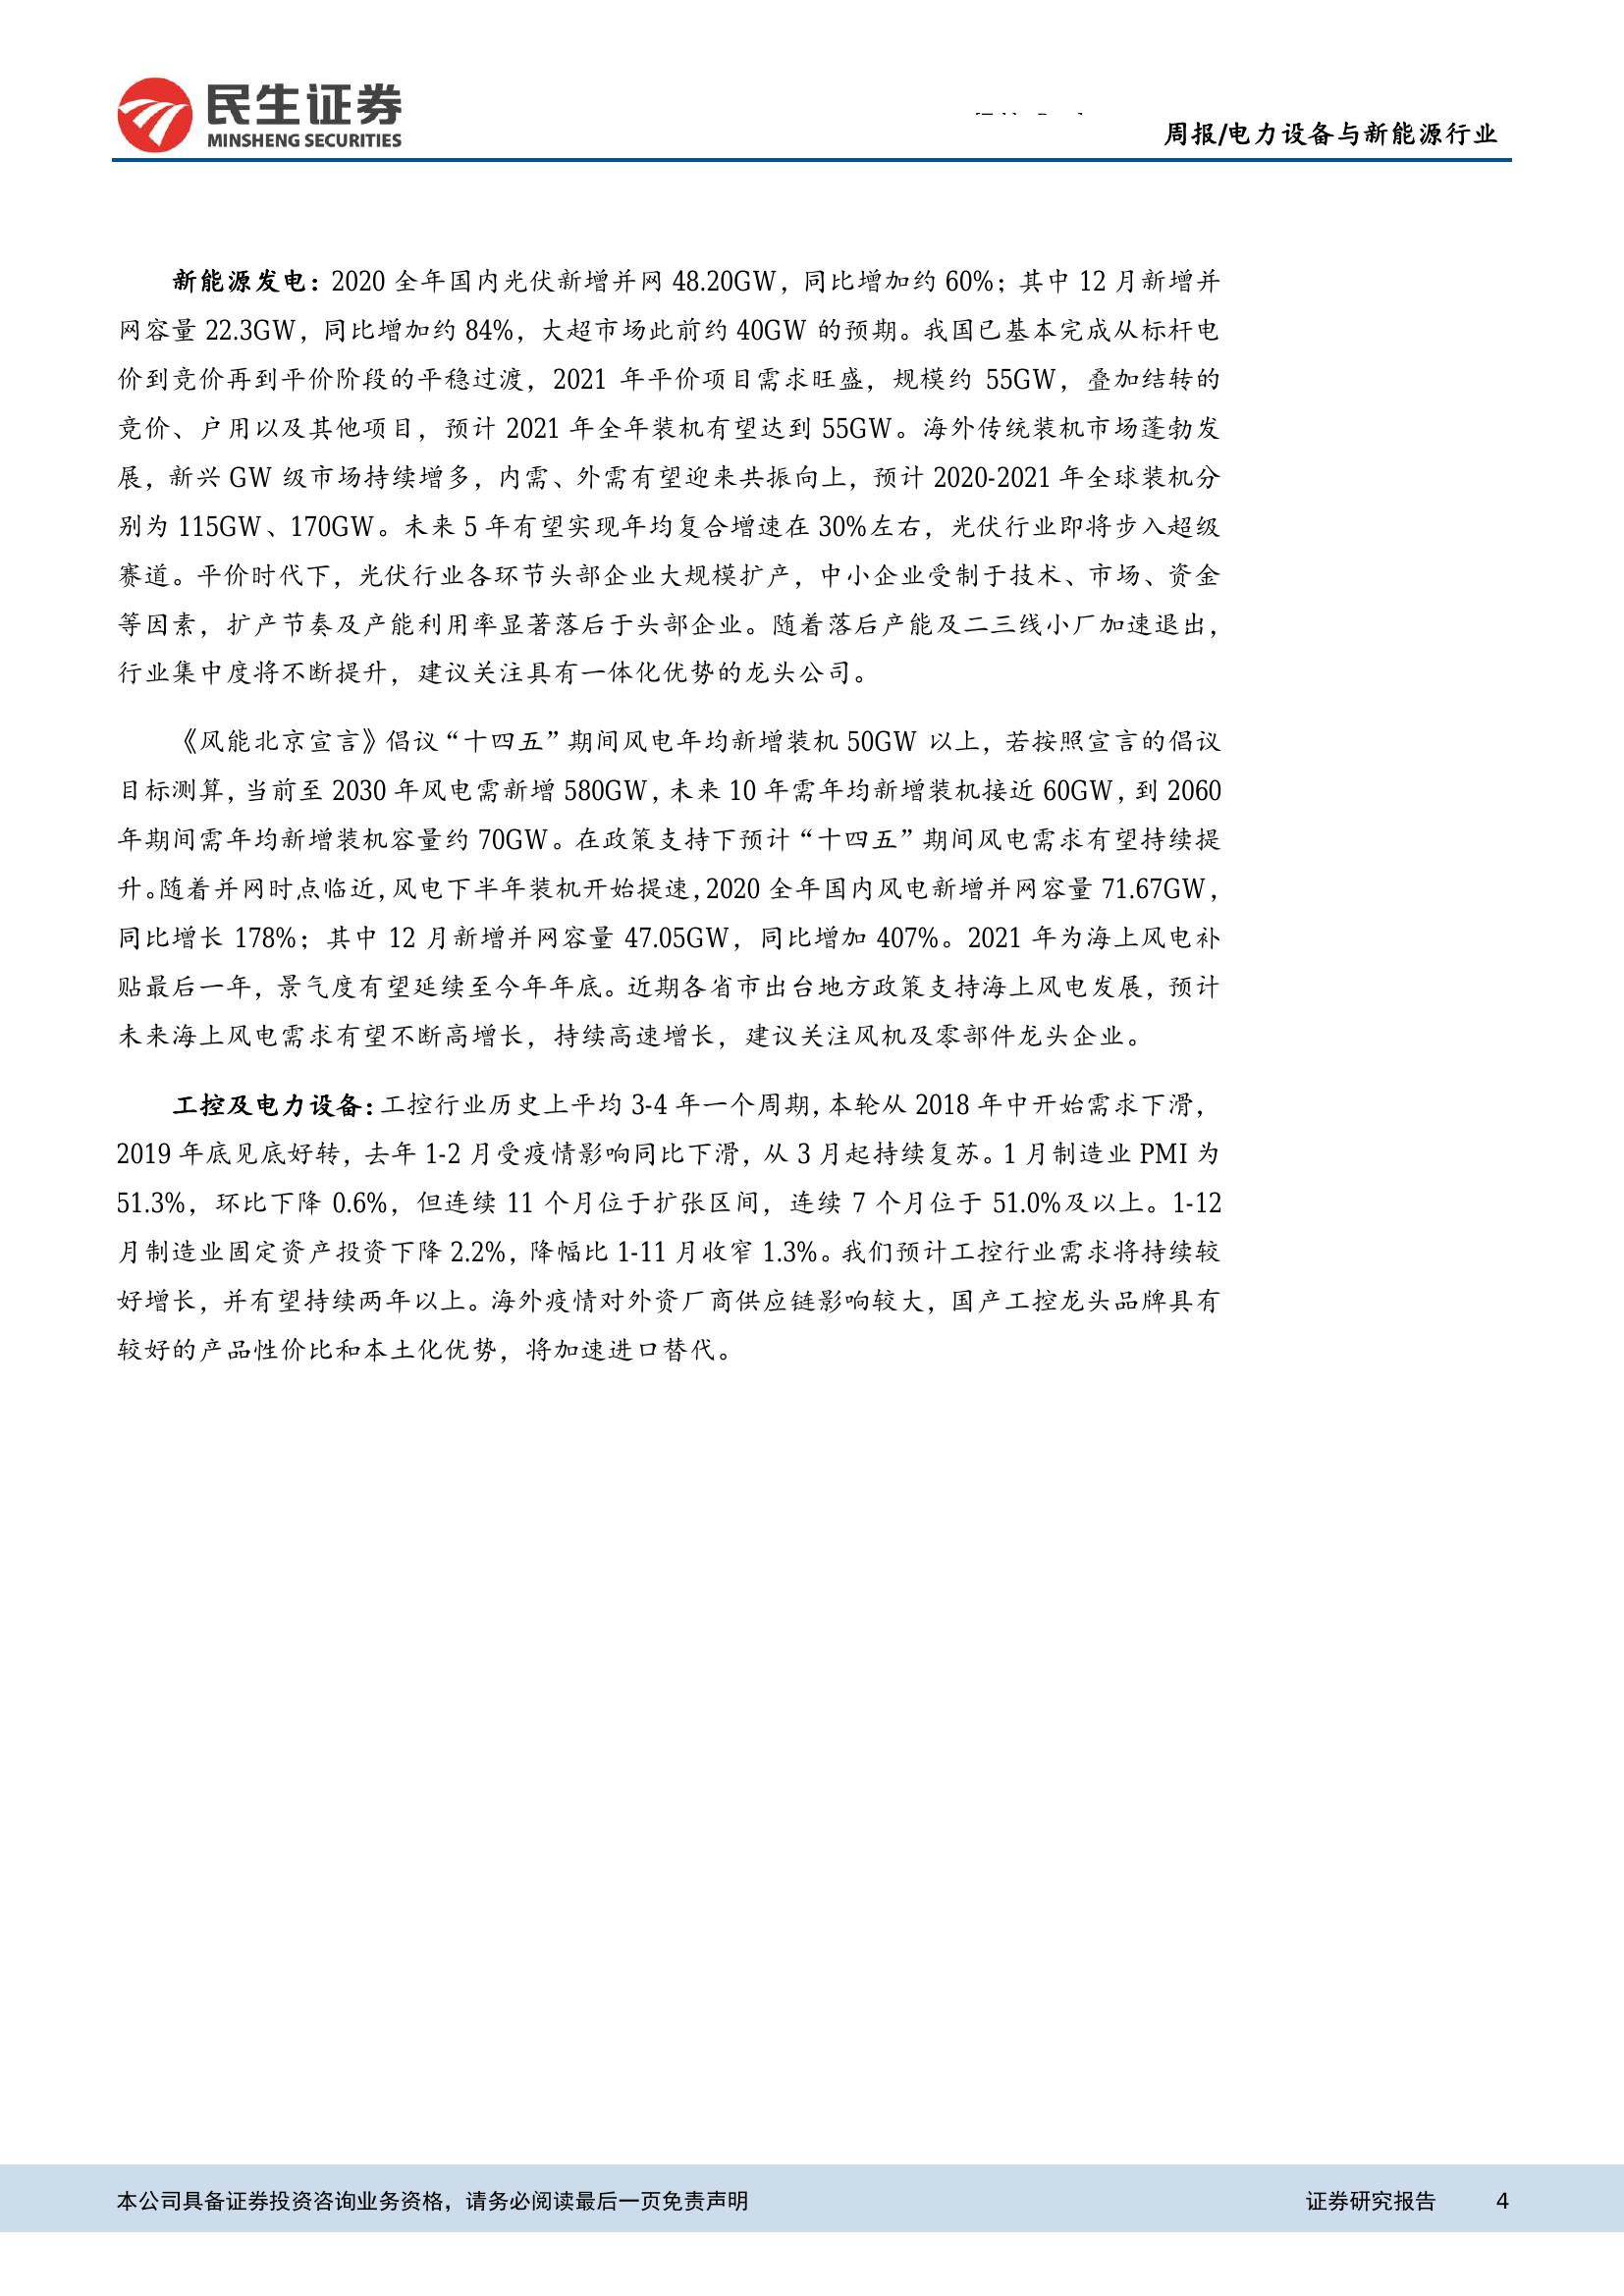 民生证券
MINSHENG SECURITIES
周报/电力设备与新能源行业
新能源发电：2020 全年国内光伏新增并网 48.20GW，同比增加约 60%；其中 12 月新增并
网容量 22.3GW，同比增加约 84%，大超市场此前约 40GW 的预期。我国已基本完成从标杆电
价到竞价再到平价阶段的平稳过渡，2021 年平价项目需求旺盛，规模约 55GW，叠加结转的
竞价、户用以及其他项目，预计 2021 年全年装机有望达到 55GW。海外传统装机市场蓬勃发
展，新兴 GW 级市场持续增多，内需、外需有望迎来共振向上，预计 2020-2021 年全球装机分
别为 115GW、170GW。未来 5 年有望实现年均复合增速在 30%左右，光伏行业即将步入超级
赛道。平价时代下，光伏行业各环节头部企业大规模扩产，中小企业受制于技术、市场、资金
等因素，扩产节奏及产能利用率显著落后于头部企业。随着落后产能及二三线小厂加速退出，
行业集中度将不断提升，建议关注具有一体化优势的龙头公司。
《风能北京宣言》倡议“十四五”期间风电年均新增装机 50GW 以上，若按照宣言的倡议
目标测算，当前至 2030 年风电需新增 580GW，未来 10 年需年均新增装机接近 60GW，到 2060
年期间需年均新增装机容量约 70GW。在政策支持下预计“十四五”期间风电需求有望持续提
升。随着并网时点临近，风电下半年装机开始提速，2020 全年国内风电新增并网容量 71.67GW，
同比增长 178%；其中 12 月新增并网容量 47.05GW，同比增加 407%。2021 年为海上风电补
贴最后一年，景气度有望延续至今年年底。近期各省市出台地方政策支持海上风电发展，预计
未来海上风电需求有望不断高增长，持续高速增长，建议关注风机及零部件龙头企业。
工控及电力设备：工控行业历史上平均 3-4 年一个周期，本轮从 2018 年中开始需求下滑，
2019 年底见底好转，去年 1-2 月受疫情影响同比下滑，从 3 月起持续复苏。1 月制造业 PMI 为
51.3%，环比下降 0.6%，但连续 11 个月位于扩张区间，连续 7 个月位于 51.0%及以上。1-12
月制造业固定资产投资下降 2.2%，降幅比 1-11 月收窄 1.3%。我们预计工控行业需求将持续较
好增长，并有望持续两年以上。海外疫情对外资厂商供应链影响较大，国产工控龙头品牌具有
较好的产品性价比和本土化优势，将加速进口替代。
本公司具备证券投资咨询业务资格，请务必阅读最后一页免责声明
证券研究报告 4